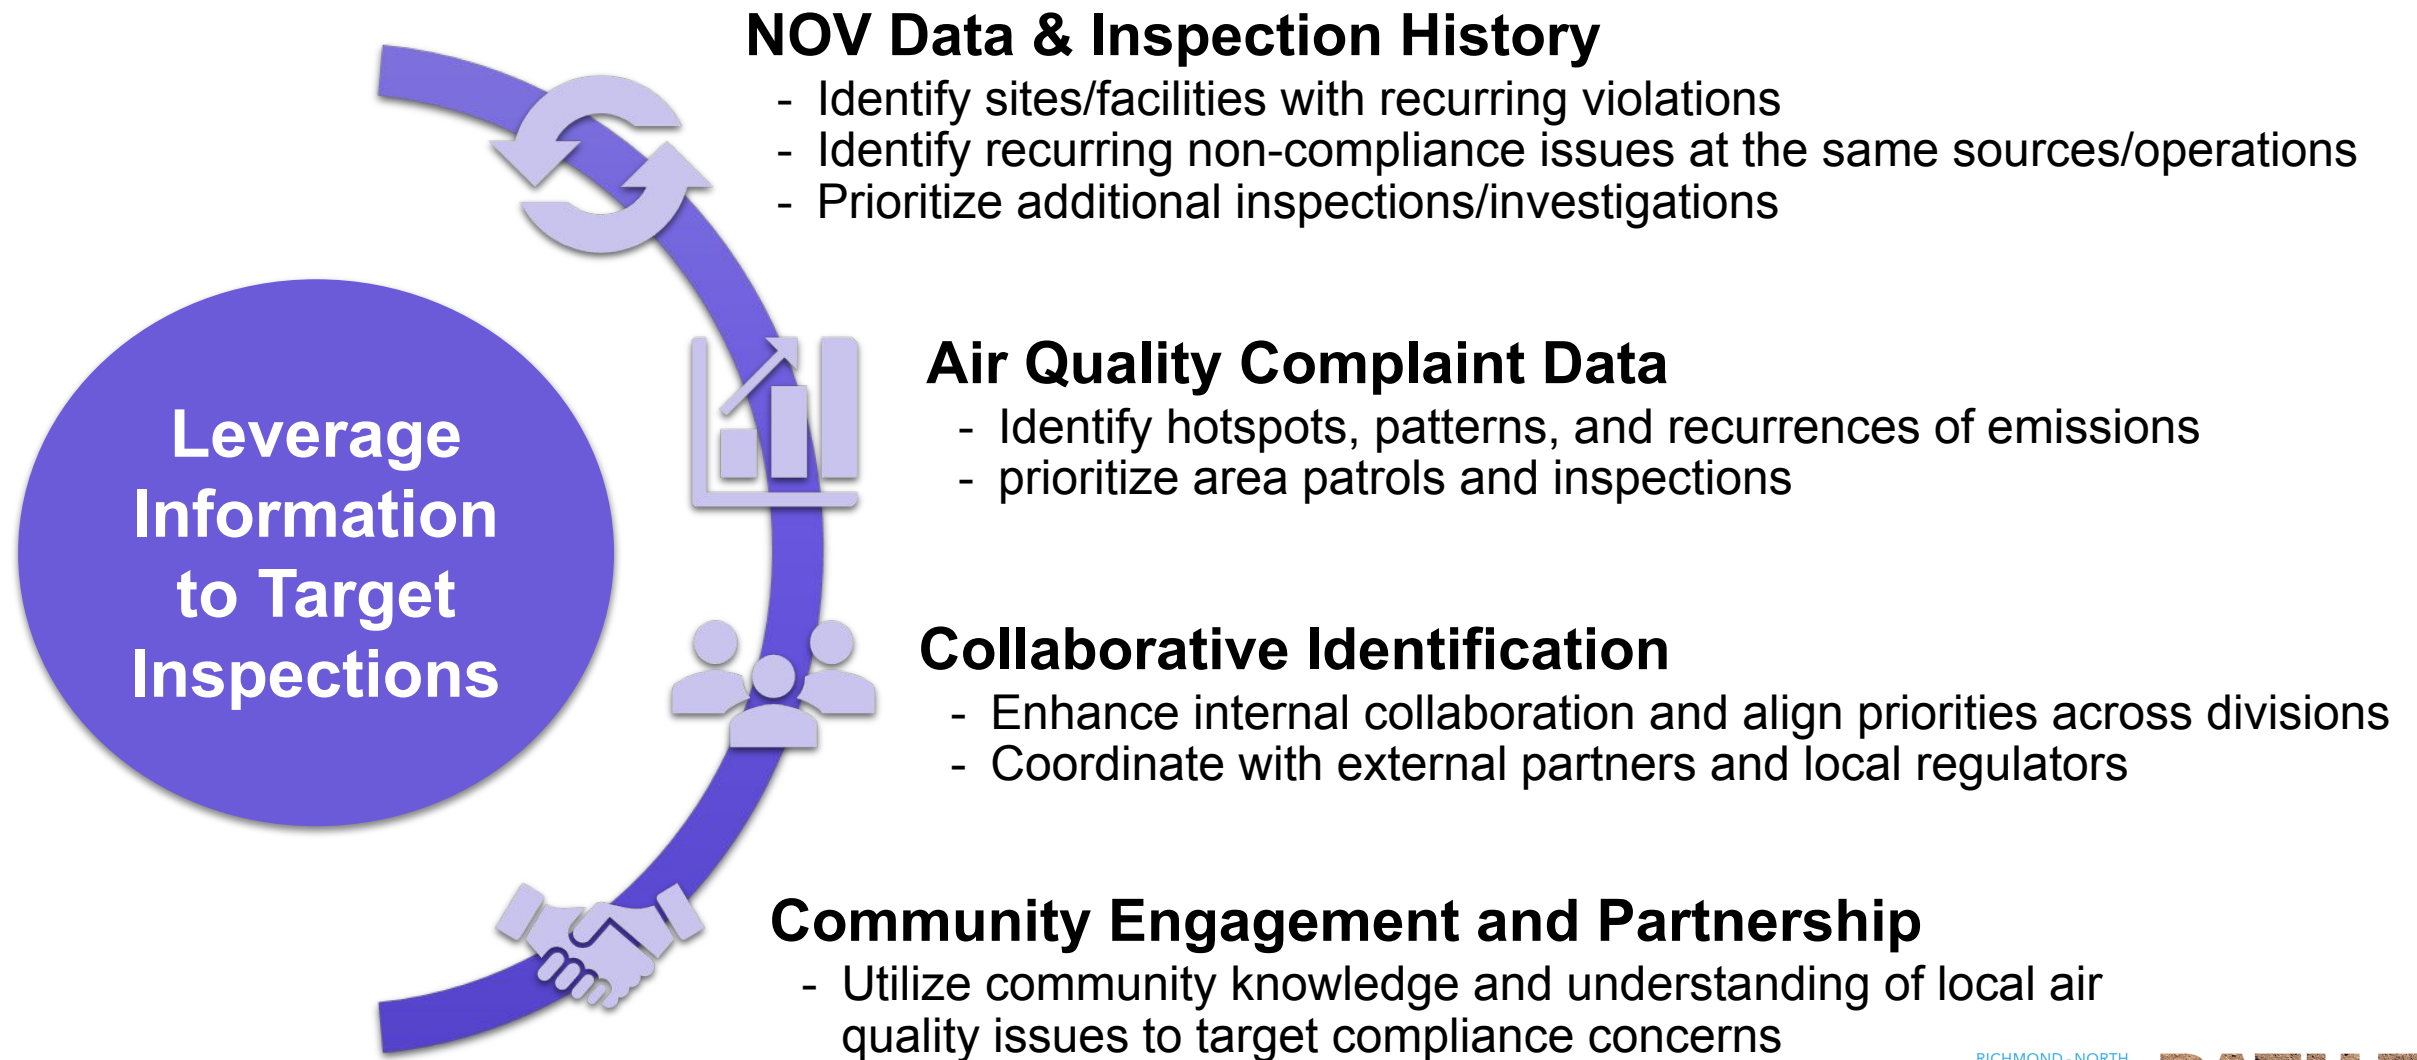 NOV Data & Inspection History
- Identify sites/facilities with recurring violations
- Identify recurring non-compliance issues at the same sources/operations
- Prioritize additional inspections/investigations
Leverage
Information
to Target
Inspections
Air Quality Complaint Data
- Identify hotspots, patterns, and recurrences of emissions
- prioritize area patrols and inspections
Collaborative Identification
- Enhance internal collaboration and align priorities across divisions
- Coordinate with external partners and local regulators
Community Engagement and Partnership
- Utilize community knowledge and understanding of local air
quality issues to target compliance concerns
RICHMOND - NORTH